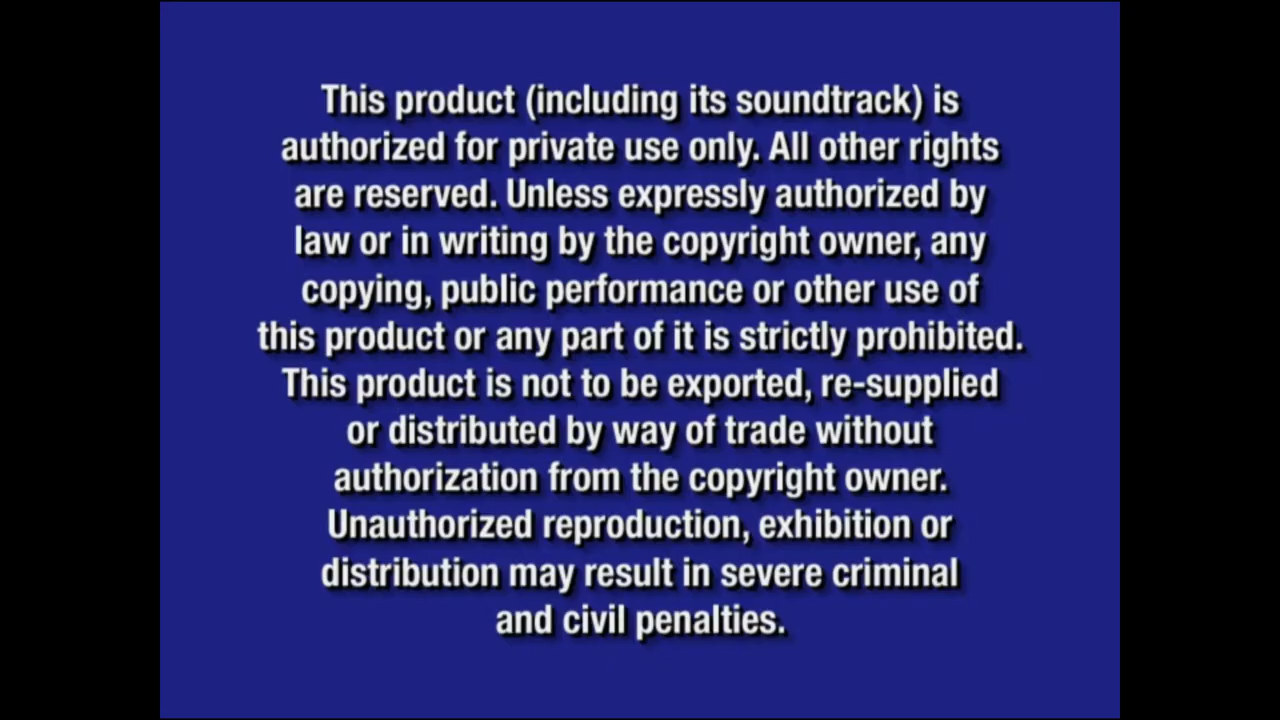 This product (including its soundtrack) is
authorized for private use only. All other rights
are reserved. Unless expressly authorized by
law or in writing by the copyright owner, any
copying, public performance or other use of
this product or any part of it is strictly prohibited.
This product is not to be exported, re-supplied
or distributed by way of trade without
authorization from the copyright owner.
Unauthorized reproduction, exhibition or
distribution may result in severe criminal
and civil penalties.